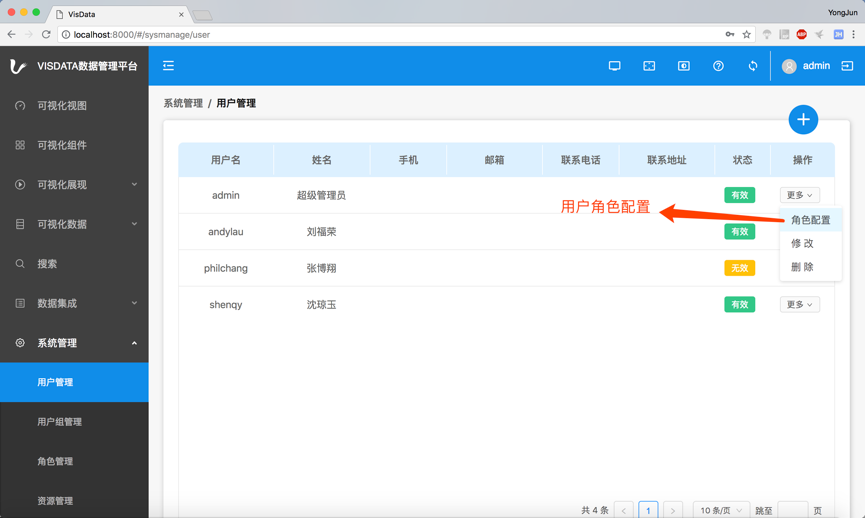 VisData
YongJun
localhost:8000/#/sysmanage/user
ABP
JH
VISDATA数据管理平台
admin
可视化视图
可视化组件
可视化展现
可视化数据
搜索
数据集成
系统管理
用户管理
用户组管理
角色管理
资源管理
系统管理 / 用户管理
用户名 姓名 手机 邮箱 联系电话 联系地址 状态 操作
admin 超级管理员 有效 更多
andylau 刘福荣 有效
philchang 张博翔 无效
shenqy 沈琼玉 有效 更多
用户角色配置
角色配置
修 改
删 除
共 4 条 < 1 > 10 条/页 跳至 页